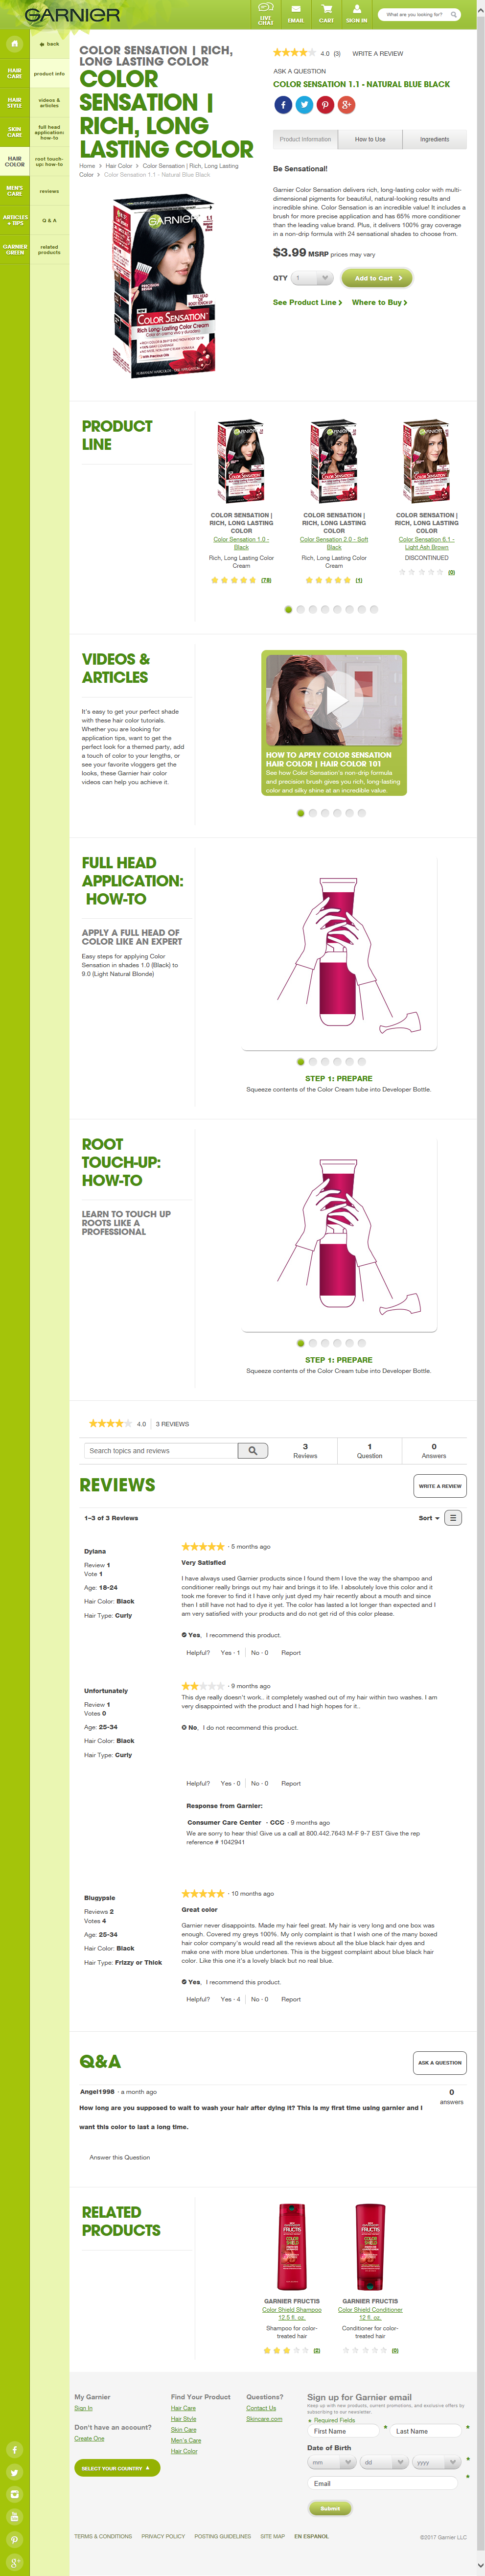 GARNIER
LIVE CHAT
EMAIL
CART
SIGN IN
What are you looking for?
HAIR CARE
HAIR STYLE
SKIN CARE
HAIR COLOR
MEN'S CARE
ARTICLES + TIPS
GARNIER GREEN
back
product info
videos & articles
full head application: how-to
root touch-up: how-to
reviews
Q & A
related products
COLOR SENSATION | RICH, LONG LASTING COLOR
COLOR
SENSATION |
RICH, LONG
LASTING COLOR
Home > Hair Color > Color Sensation | Rich, Long Lasting
Color > Color Sensation 1.1 - Natural Blue Black
4.0 (3) WRITE A REVIEW
ASK A QUESTION
COLOR SENSATION 1.1 - NATURAL BLUE BLACK
Product Information
How to Use
Ingredients
Be Sensational!
Garnier Color Sensation delivers rich, long-lasting color with multi-
dimensional pigments for beautiful, natural-looking results and
incredible shine. Color Sensation is an incredible value! It includes a
brush for more precise application and has 65% more conditioner
than the leading value brand. Plus, it delivers 100% gray coverage
in a non-drip formula with 24 sensational shades to choose from.
$3.99 MSRP prices may vary
QTY 1
Add to Cart
See Product Line > Where to Buy >
GARNIER
1.1
COLOR SENSATION
Rich Long-Lasting Color Cream
PRODUCT
LINE
COLOR SENSATION |
RICH, LONG LASTING
COLOR
Color Sensation 1.0 -
Black
Rich, Long Lasting Color
Cream
(78)
COLOR SENSATION |
RICH, LONG LASTING
COLOR
Color Sensation 2.0 - Soft
Black
Rich, Long Lasting Color
Cream
(1)
COLOR SENSATION |
RICH, LONG LASTING
COLOR
Color Sensation 6.1 -
Light Ash Brown
DISCONTINUED
(0)
VIDEOS &
ARTICLES
It's easy to get your perfect shade
with these hair color tutorials.
Whether you are looking for
application tips, want to get the
perfect look for a themed party, add
a touch of color to your lengths, or
see your favorite vloggers get the
looks, these Garnier hair color
videos can help you achieve it.
HOW TO APPLY COLOR SENSATION
HAIR COLOR | HAIR COLOR 101
See how Color Sensation's non-drip formula
and precision brush gives you rich, long-lasting
color and silky shine at an incredible value.
FULL HEAD
APPLICATION:
HOW-TO
APPLY A FULL HEAD OF
COLOR LIKE AN EXPERT
Easy steps for applying Color
Sensation in shades 1.0 (Black) to
9.0 (Light Natural Blonde)
STEP 1: PREPARE
Squeeze contents of the Color Cream tube into Developer Bottle.
ROOT
TOUCH-UP:
HOW-TO
LEARN TO TOUCH UP
ROOTS LIKE A
PROFESSIONAL
STEP 1: PREPARE
Squeeze contents of the Color Cream tube into Developer Bottle.
4.0 3 REVIEWS
Search topics and reviews
3 Reviews
1 Question
0 Answers
REVIEWS
WRITE A REVIEW
1–3 of 3 Reviews
Sort
Dyiana
Review 1
Vote 1
Age: 18-24
Hair Color: Black
Hair Type: Curly
· 5 months ago
Very Satisfied
I have always used Garnier products since I found them I love the way the shampoo and
conditioner really brings out my hair and brings it to life. I absolutely love this color and it
took me forever to find it I have only just dyed my hair recently about a mouth and since
then I still have not had to dye it. The color has lasted a lot longer than expected and I
am very satisfied with your products and do not get rid of this color please.
Yes, I recommend this product.
Helpful? Yes · 1 No · 0 Report
Unfortunately
Review 1
Votes 0
Age: 25-34
Hair Color: Black
Hair Type: Curly
· 9 months ago
This dye really doesn't work.. it completely washed out of my hair within two washes. I am
very disappointed with the product and I had high hopes for it..
No, I do not recommend this product.
Helpful? Yes · 0 No · 0 Report
Response from Garnier:
Consumer Care Center · CCC · 9 months ago
We are sorry to hear this! Give us a call at 800.442.7643 M-F 9-7 EST Give the rep
reference # 1042941
Blugypsie
Reviews 2
Votes 4
Age: 25-34
Hair Color: Black
Hair Type: Frizzy or Thick
· 10 months ago
Great color
Garnier never disappoints. Made my hair feel great. My hair is very long and one box was
enough. Covered my greys 100%. My only complaint is that I wish one of the many boxed
hair color company's would read all the reviews about all the blue black hair dyes and
make one with more blue undertones. This is the biggest complaint about blue black hair
color. Like this one it's a lovely black but no real blue.
Yes, I recommend this product.
Helpful? Yes · 4 No · 0 Report
Q&A
ASK A QUESTION
Angel1998 · a month ago
How long are you supposed to wait to wash your hair after dying it? This is my first time using garnier and I
want this color to last a long time.
0
answers
Answer this Question
RELATED
PRODUCTS
FRUCTIS
COLOR SHIELD
GARNIER FRUCTIS
Color Shield Shampoo
12.5 fl. oz.
Shampoo for color-
treated hair
(2)
FRUCTIS
COLOR SHIELD
GARNIER FRUCTIS
Color Shield Conditioner
12 fl. oz.
Conditioner for color-
treated hair
(0)
My Garnier
Sign In
Don't have an account?
Create One
SELECT YOUR COUNTRY
Find Your Product
Hair Care
Hair Style
Skin Care
Men's Care
Hair Color
Questions?
Contact Us
Skincare.com
Sign up for Garnier email
Keep up with new products, current promotions, and exclusive offers by
subscribing to our newsletter.
* Required Fields
First Name *
Last Name *
Date of Birth
mm
dd
yyyy *
Email *
Submit
TERMS & CONDITIONS PRIVACY POLICY POSTING GUIDELINES SITE MAP EN ESPANOL
©2017 Garnier LLC